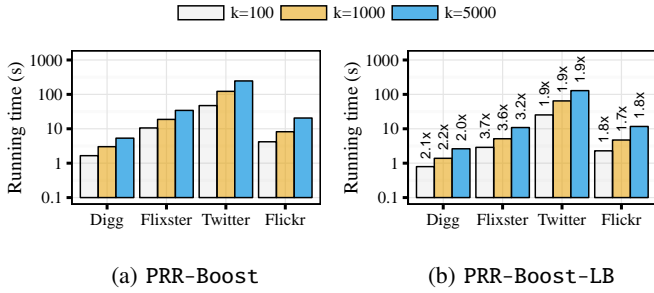 k=100 k=1000 k=5000
Running time (s)
1000
100
10
1
0.1
Digg Flixster Twitter Flickr
(a) PRR-Boost
Running time (s)
1000
100
10
1
0.1
2.1x 2.2x 2.0x 3.7x 3.6x 3.2x 1.9x 1.9x 1.9x 1.8x 1.7x 1.8x
Digg Flixster Twitter Flickr
(b) PRR-Boost-LB